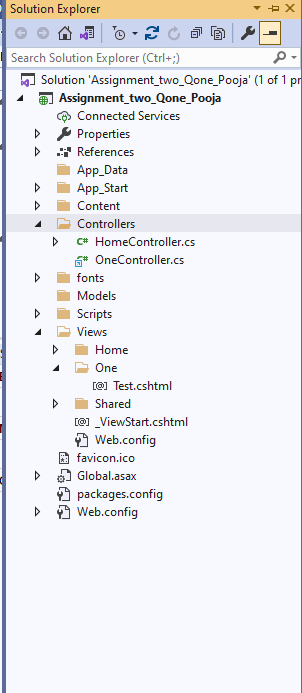 Solution Explorer
Search Solution Explorer (Ctrl+;)
Solution 'Assignment_two_Qone_Pooja' (1 of 1 pr
Assignment_two_Qone_Pooja
Connected Services
Properties
References
App_Data
App_Start
Content
Controllers
C# HomeController.cs
C# OneController.cs
fonts
Models
Scripts
Views
Home
One
[@] Test.cshtml
Shared
[@] _ViewStart.cshtml
Web.config
favicon.ico
Global.asax
packages.config
Web.config